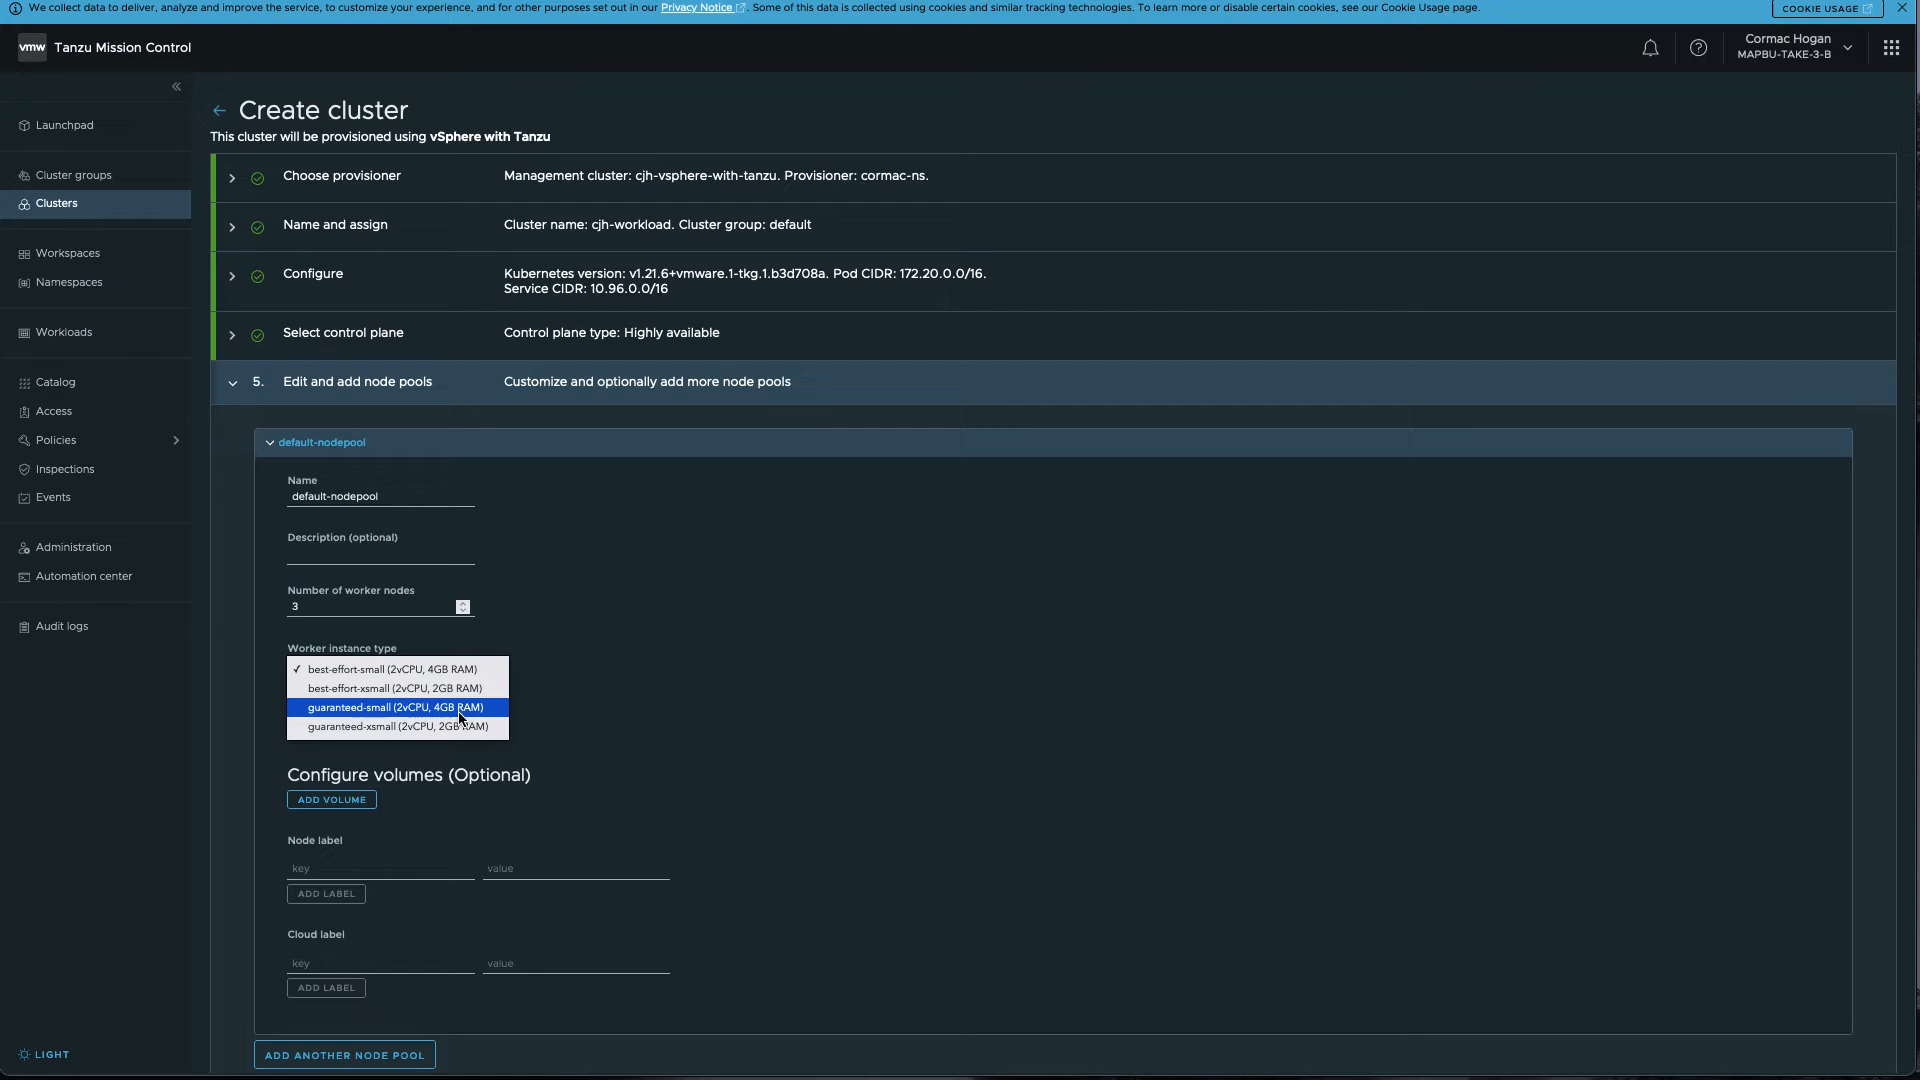 We collect data to deliver, analyze and improve the service, to customize your experience, and for other purposes set out in our Privacy Notice. Some of this data is collected using cookies and similar tracking technologies. To learn more or disable certain cookies, see our Cookie Usage page.
COOKIE USAGE
vmw Tanzu Mission Control
Cormac Hogan
MAPBU-TAKE-3-B
Launchpad
Cluster groups
Clusters
Workspaces
Namespaces
Workloads
Catalog
Access
Policies
Inspections
Events
Administration
Automation center
Audit logs
LIGHT
Create cluster
This cluster will be provisioned using vSphere with Tanzu
Choose provisioner Management cluster: cjh-vsphere-with-tanzu. Provisioner: cormac-ns.
Name and assign Cluster name: cjh-workload. Cluster group: default
Configure Kubernetes version: v1.21.6+vmware.1-tkg.1.b3d708a. Pod CIDR: 172.20.0.0/16.
Service CIDR: 10.96.0.0/16
Select control plane Control plane type: Highly available
5. Edit and add node pools Customize and optionally add more node pools
default-nodepool
Name
default-nodepool
Description (optional)
Number of worker nodes
3
Worker instance type
✓ best-effort-small (2vCPU, 4GB RAM)
best-effort-xsmall (2vCPU, 2GB RAM)
guaranteed-small (2vCPU, 4GB RAM)
guaranteed-xsmall (2vCPU, 2GB RAM)
Configure volumes (Optional)
ADD VOLUME
Node label
key value
ADD LABEL
Cloud label
key value
ADD LABEL
ADD ANOTHER NODE POOL